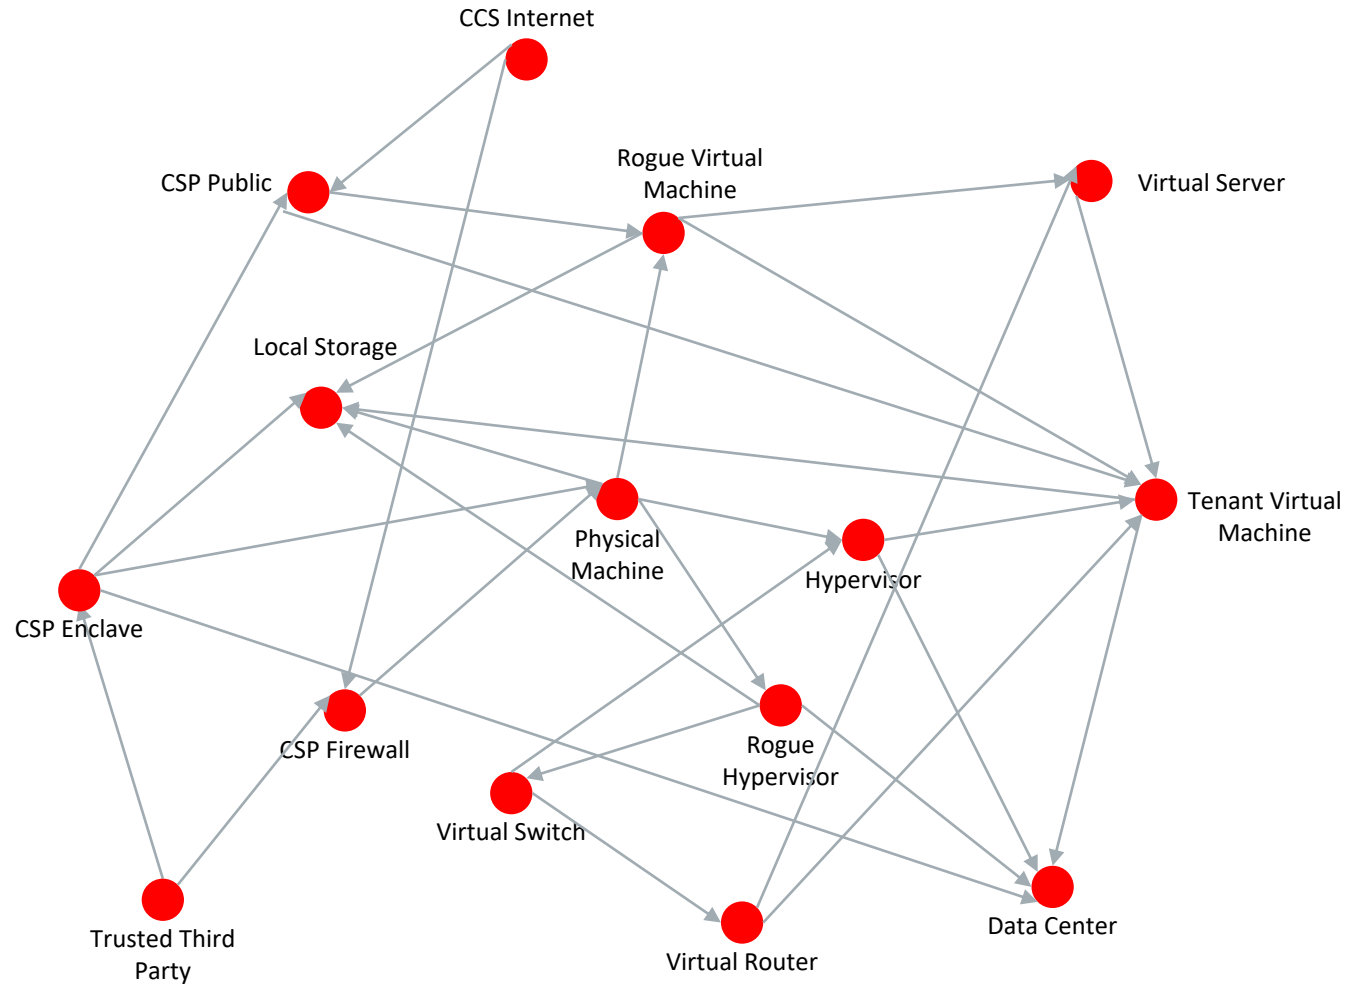 CCS Internet
Rogue Virtual
Machine
CSP Public
Virtual Server
Local Storage
Tenant Virtual
Machine
Physical
Machine
Hypervisor
CSP Enclave
CSP Firewall
Rogue
Hypervisor
Virtual Switch
Data Center
Trusted Third
Party
Virtual Router